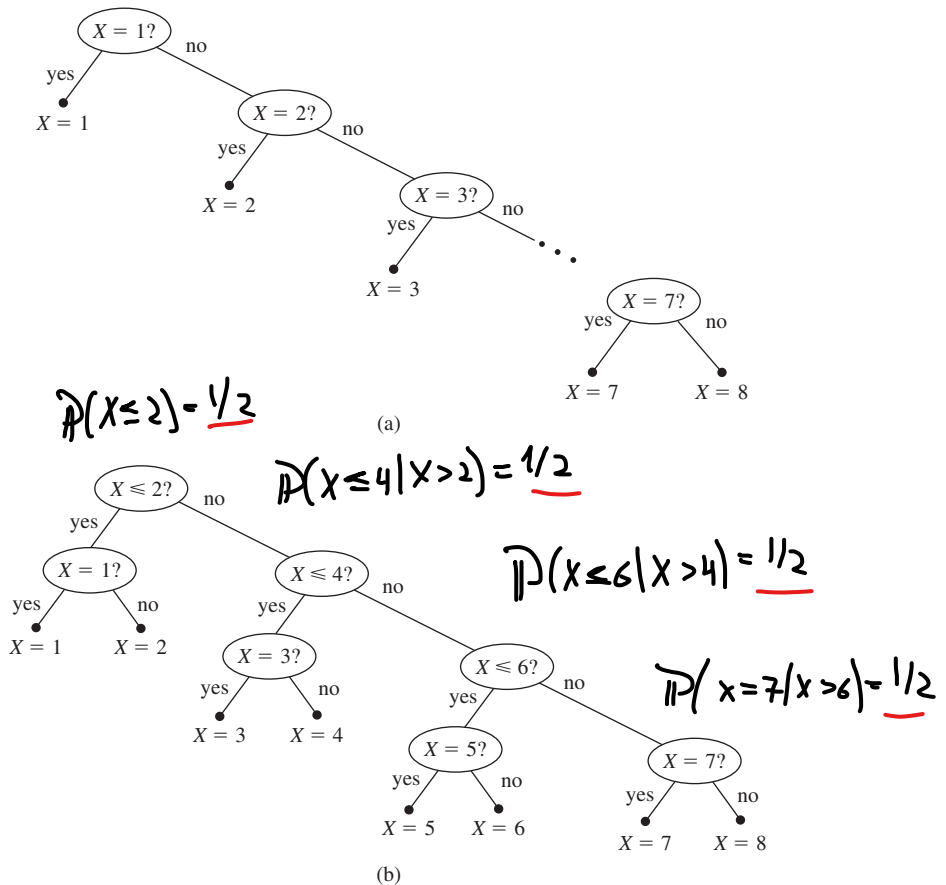 X = 1?
yes
no
X = 1
X = 2?
yes
no
X = 2
X = 3?
yes
no
X = 3
X = 7?
yes
no
X = 7
X = 8
(a)
ℙ(X≤2)=1/2
ℙ(X≤4|X>2)=1/2
X ≤ 2?
yes
no
X = 1?
yes
no
X = 1
X = 2
X ≤ 4?
yes
no
X = 3?
yes
no
X = 3
X = 4
ℙ(X≤6|X>4)=1/2
X ≤ 6?
yes
no
X = 5?
yes
no
X = 5
X = 6
ℙ(x=7|x>6)=1/2
X = 7?
yes
no
X = 7
X = 8
(b)